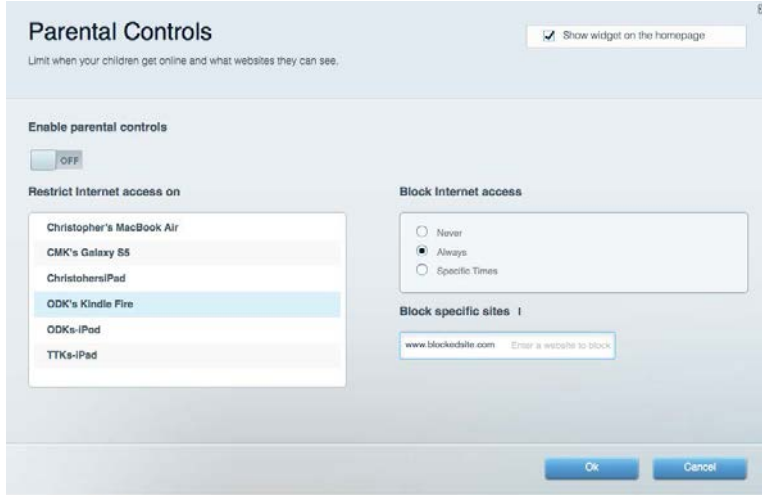 Parental Controls
Show widget on the homepage
Limit when your children get online and what websites they can see.
Enable parental controls
OFF
Restrict Internet access on
Christopher's MacBook Air
CMK's Galaxy S5
ChristohersiPad
ODK's Kindle Fire
ODKs-iPod
TTKs-iPad
Block Internet access
Never
Always
Specific Times
Block specific sites I
www.blockedsite.com Enter a website to block
Ok
Cancel